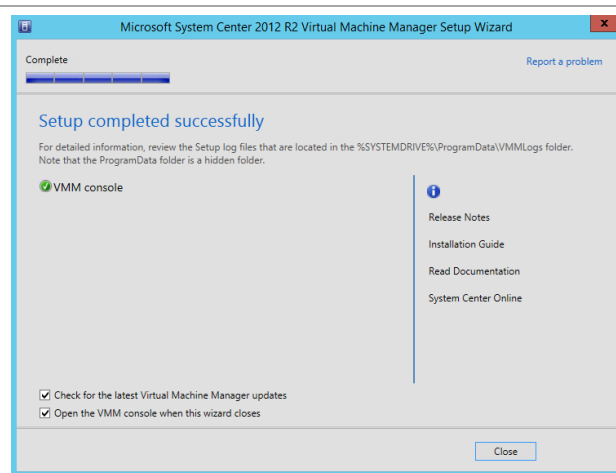 Microsoft System Center 2012 R2 Virtual Machine Manager Setup Wizard
x
Complete
Report a problem
Setup completed successfully
For detailed information, review the Setup log files that are located in the %SYSTEMDRIVE%\ProgramData\VMMLogs folder.
Note that the ProgramData folder is a hidden folder.
VMM console
Release Notes
Installation Guide
Read Documentation
System Center Online
Check for the latest Virtual Machine Manager updates
Open the VMM console when this wizard closes
Close